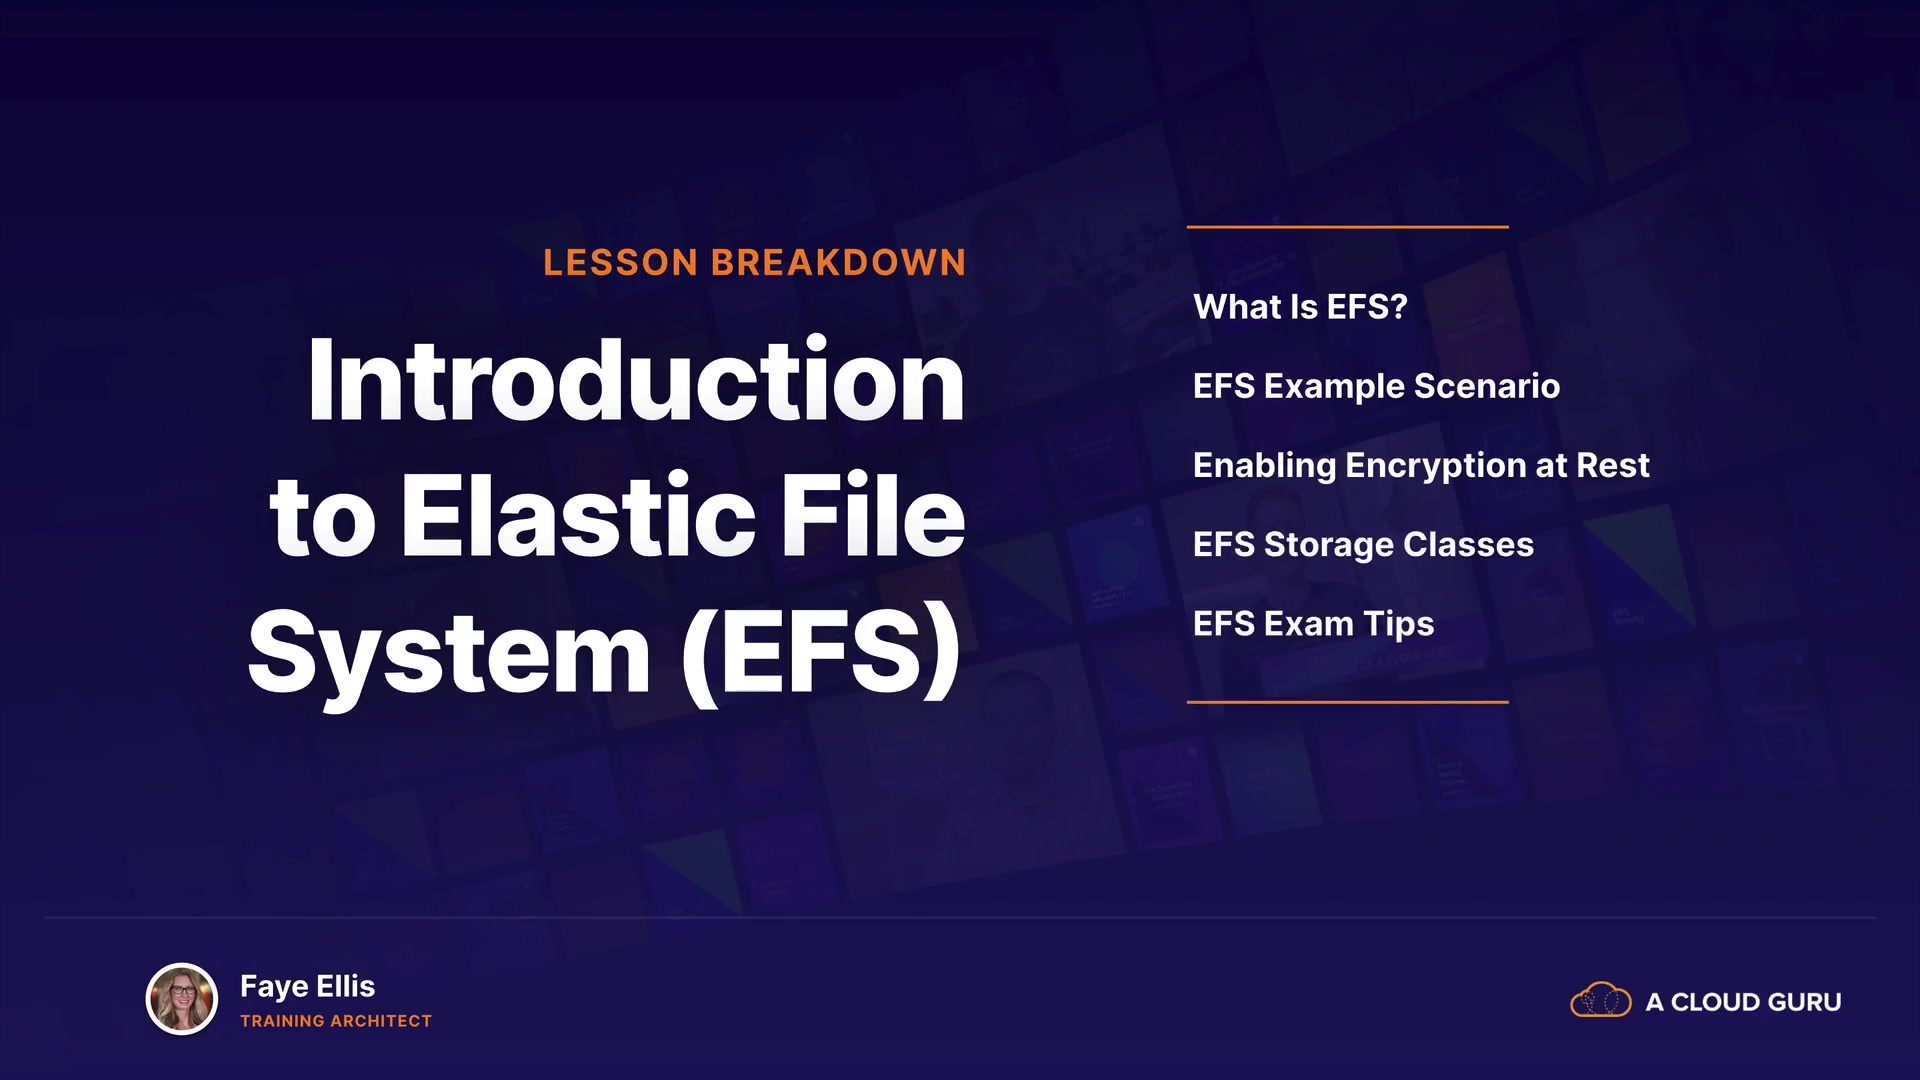 LESSON BREAKDOWN
Introduction
to Elastic File
System (EFS)
What Is EFS?
EFS Example Scenario
Enabling Encryption at Rest
EFS Storage Classes
EFS Exam Tips
Faye Ellis
TRAINING ARCHITECT
A CLOUD GURU